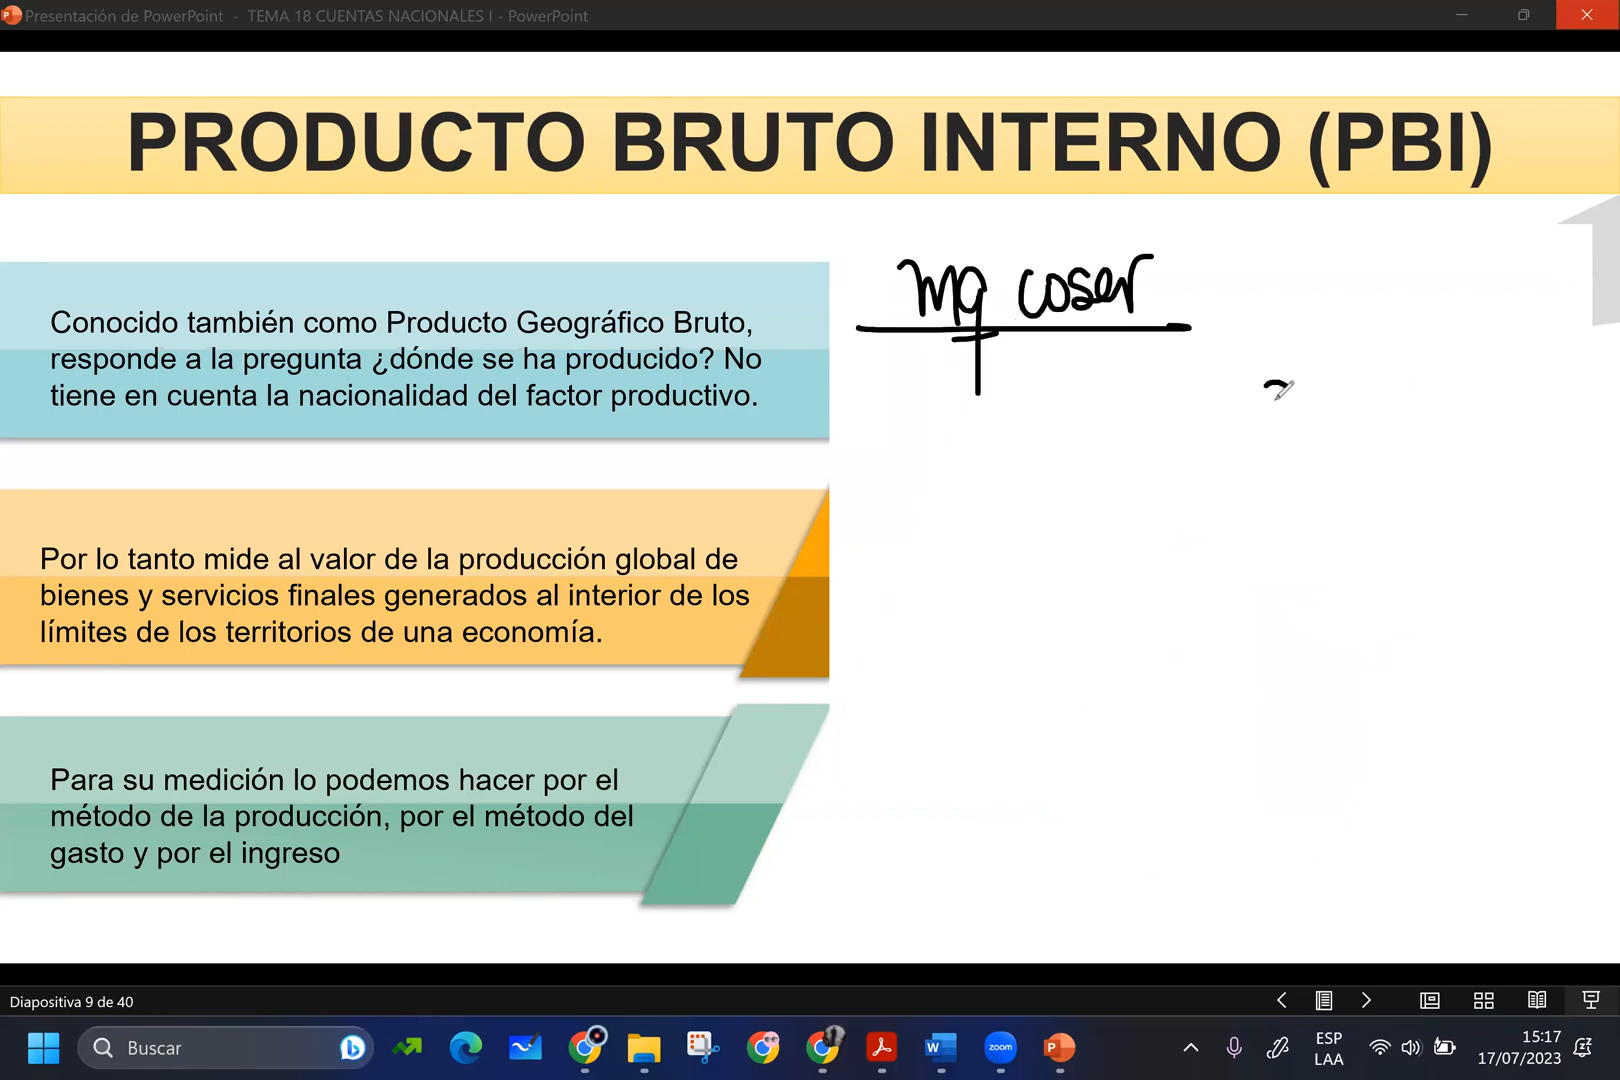 Presentación de PowerPoint - TEMA 18 CUENTAS NACIONALES I - PowerPoint
PRODUCTO BRUTO INTERNO (PBI)
mq coser
Conocido también como Producto Geográfico Bruto,
responde a la pregunta ¿dónde se ha producido? No
tiene en cuenta la nacionalidad del factor productivo.
Por lo tanto mide al valor de la producción global de
bienes y servicios finales generados al interior de los
límites de los territorios de una economía.
Para su medición lo podemos hacer por el
método de la producción, por el método del
gasto y por el ingreso
Diapositiva 9 de 40
Buscar
zoom
ESP
LAA
15:17
17/07/2023